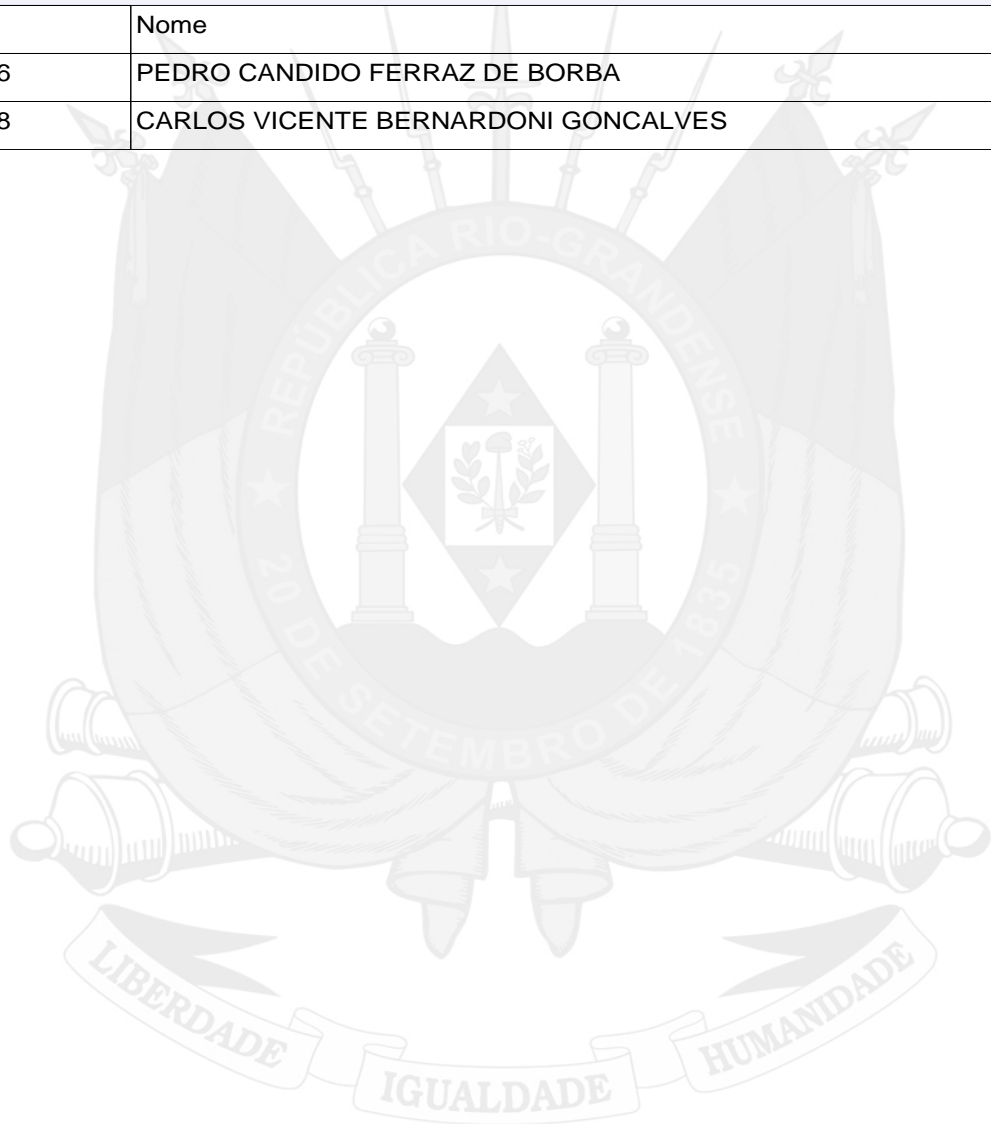 Nome
6 PEDRO CANDIDO FERRAZ DE BORBA
8 CARLOS VICENTE BERNARDONI GONCALVES
REPÚBLICA RIO-GRANDENSE
★ 20 DE SETEMBRO DE 1835 ★
LIBERDADE
IGUALDADE
HUMANIDADE